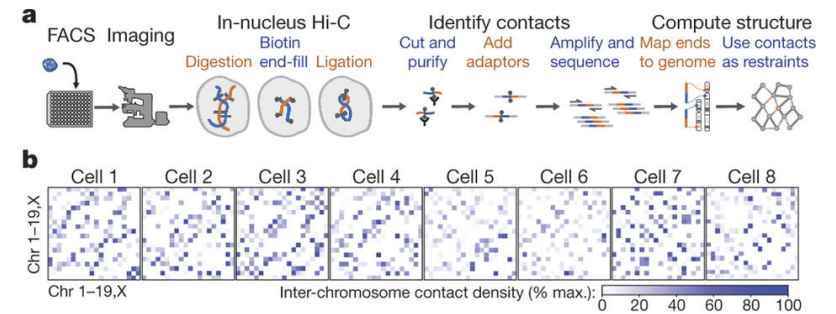 a
In-nucleus Hi-C
Identify contacts
Compute structure
FACS
Imaging
Digestion
Biotin
end-fill
Ligation
Cut and
purify
Add
adaptors
Amplify and
sequence
Map ends
to genome
Use contacts
as restraints
b
Cell 1
Cell 2
Cell 3
Cell 4
Cell 5
Cell 6
Cell 7
Cell 8
Chr 1–19,X
Chr 1–19,X
Inter-chromosome contact density (% max.):
0 20 40 60 80 100